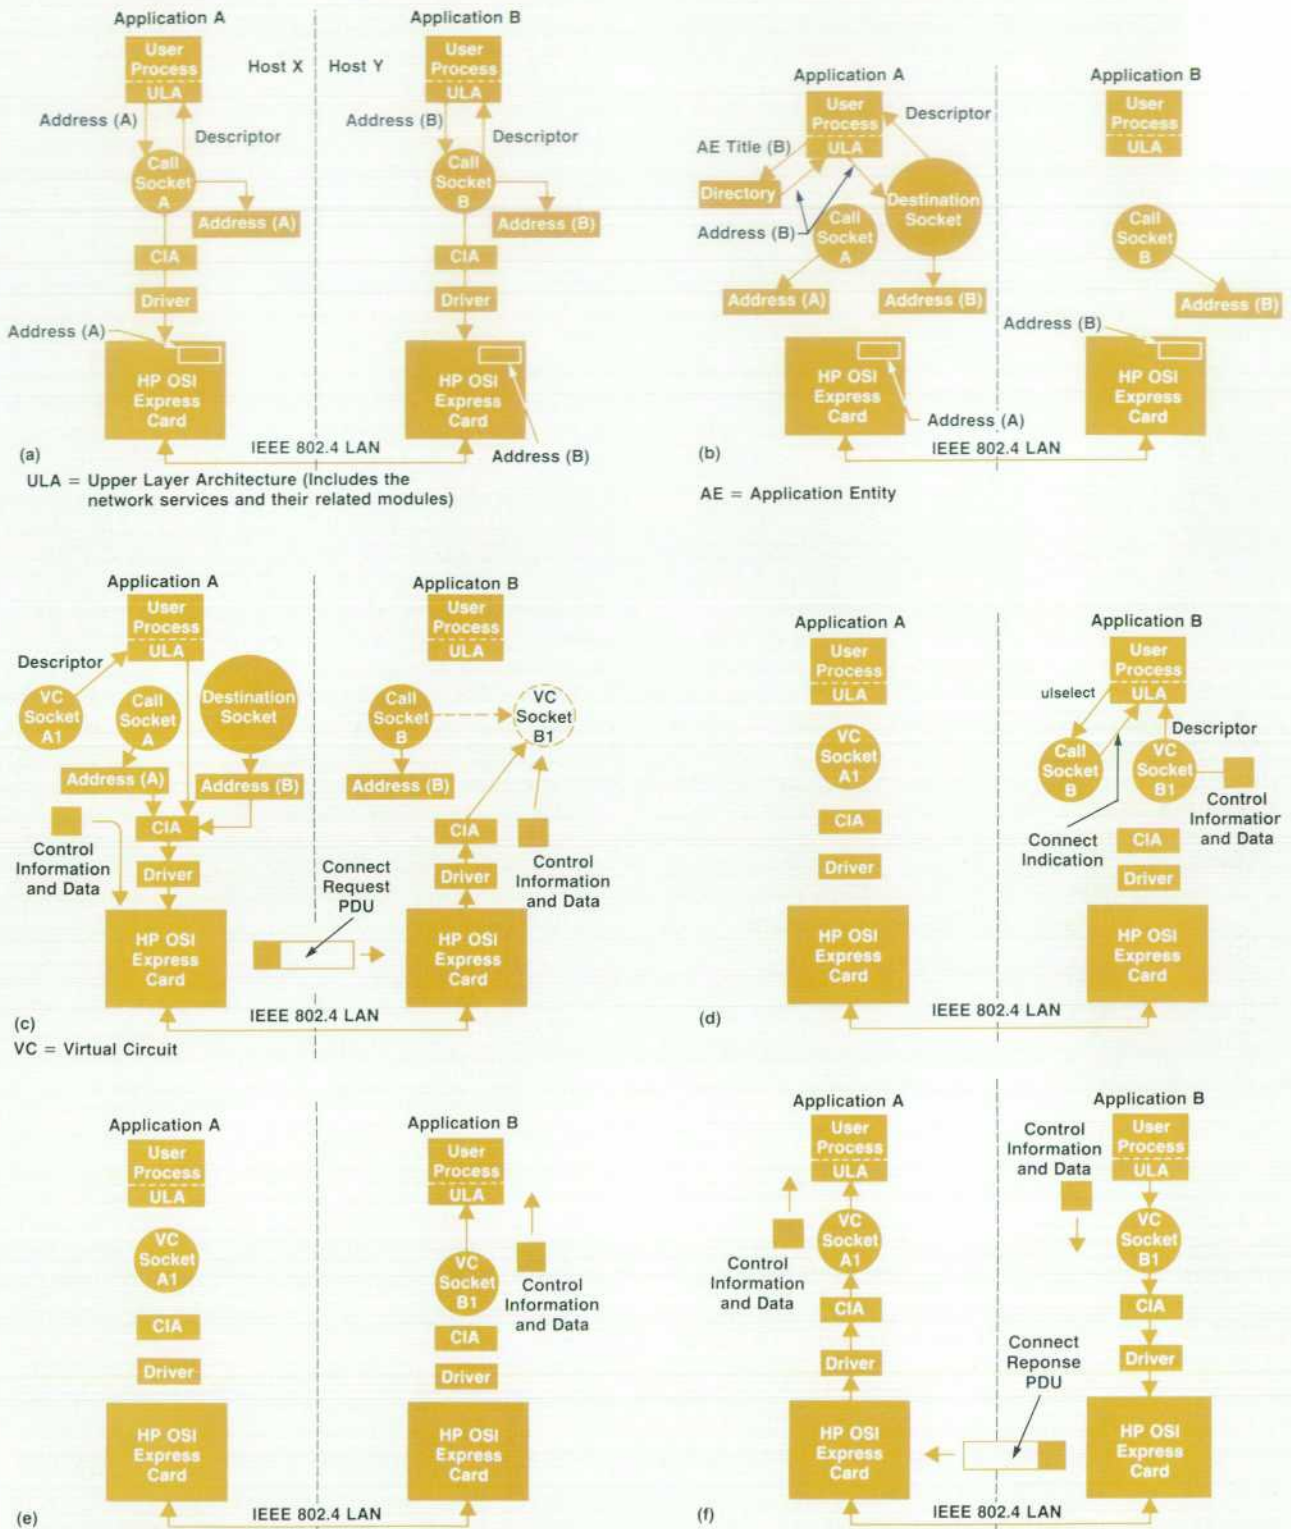 Application A
User
Process
ULA
Host X
Address (A)
Descriptor
Call
Socket
A
Address (A)
CIA
Driver
Address (A)
HP OSI
Express
Card
Application B
User
Process
ULA
Host Y
Address (B)
Descriptor
Call
Socket
B
Address (B)
CIA
Driver
HP OSI
Express
Card
Address (B)
IEEE 802.4 LAN
(a)
ULA = Upper Layer Architecture (Includes the
network services and their related modules)
Application A
User
Process
ULA
Descriptor
AE Title (B)
Directory
Address (B)
Call
Socket
A
Destination
Socket
Address (A)
Address (B)
HP OSI
Express
Card
Address (A)
Application B
User
Process
ULA
Call
Socket
B
Address (B)
Address (B)
HP OSI
Express
Card
IEEE 802.4 LAN
(b)
AE = Application Entity
Application A
User
Process
ULA
Descriptor
VC
Socket
A1
Call
Socket
A
Destination
Socket
Address (A)
Address (B)
CIA
Control
Information
and Data
Driver
HP OSI
Express
Card
Connect
Request
PDU
Applicaton B
User
Process
ULA
Call
Socket
B
VC
Socket
B1
Address (B)
CIA
Driver
Control
Information
and Data
HP OSI
Express
Card
IEEE 802.4 LAN
(c)
VC = Virtual Circuit
Application A
User
Process
ULA
VC
Socket
A1
CIA
Driver
HP OSI
Express
Card
Application B
User
Process
ULA
ulselect
Descriptor
Call
Socket
B
VC
Socket
B1
Control
Information
and Data
Connect
Indication
CIA
Driver
HP OSI
Express
Card
IEEE 802.4 LAN
(d)
Application A
User
Process
ULA
VC
Socket
A1
CIA
Driver
HP OSI
Express
Card
Application B
User
Process
ULA
VC
Socket
B1
Control
Information
and Data
CIA
Driver
HP OSI
Express
Card
IEEE 802.4 LAN
(e)
Application A
User
Process
ULA
VC
Socket
A1
Control
Information
and Data
CIA
Driver
HP OSI
Express
Card
Connect
Reponse
PDU
Application B
Control
Information
and Data
User
Process
ULA
VC
Socket
B1
CIA
Driver
HP OSI
Express
Card
IEEE 802.4 LAN
(f)